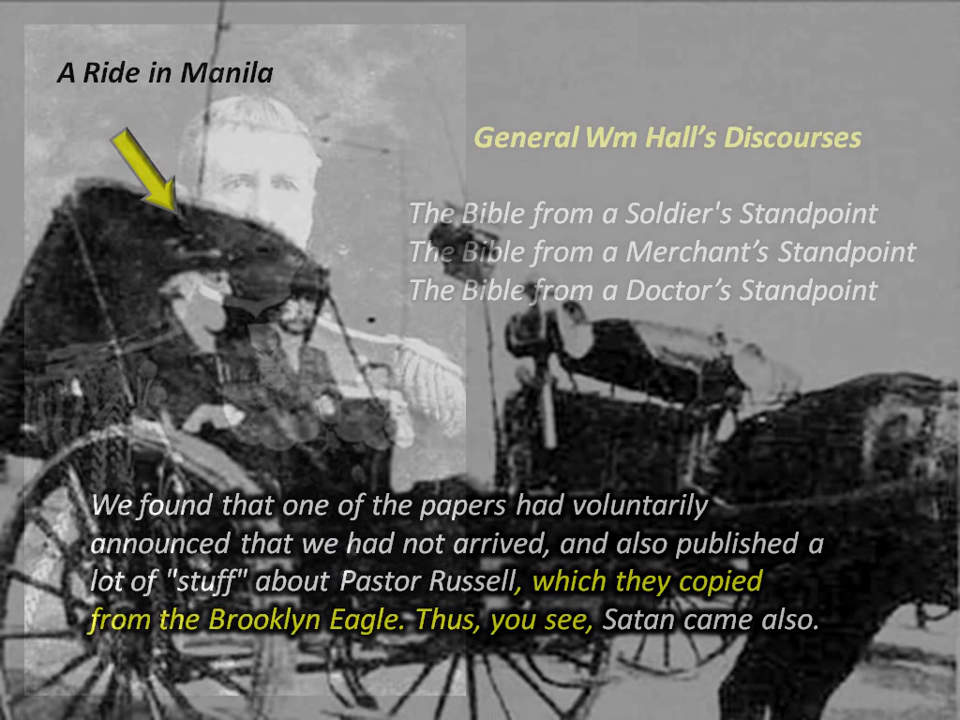 A Ride in Manila
General Wm Hall’s Discourses
The Bible from a Soldier's Standpoint
The Bible from a Merchant’s Standpoint
The Bible from a Doctor’s Standpoint
We found that one of the papers had voluntarily
announced that we had not arrived, and also published a
lot of "stuff" about Pastor Russell, which they copied
from the Brooklyn Eagle. Thus, you see, Satan came also.